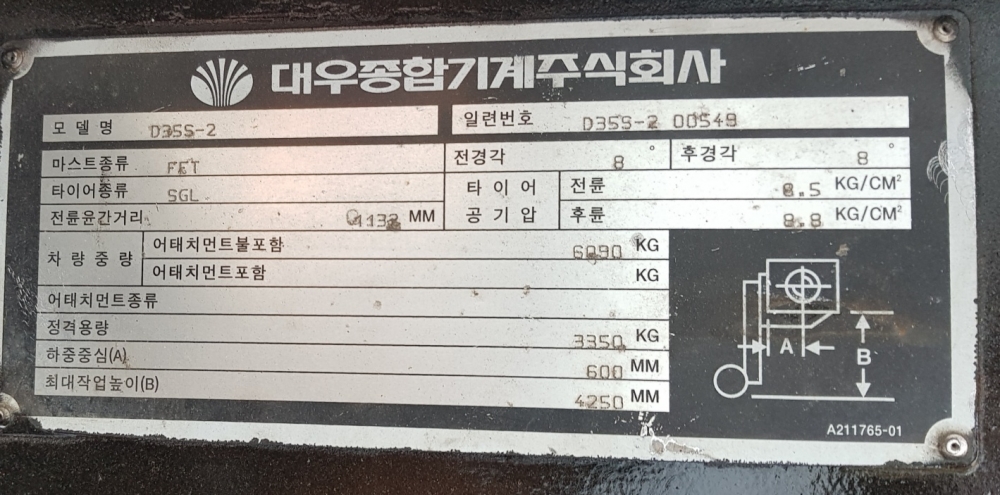 대우종합기계주식회사
모델명 D35S-2 일련번호 D35S-2 00549
마스트종류 FFT 전경각 8° 후경각 8°
타이어종류 SGL 타이어 전륜 8.5 KG/CM²
전륜윤간거리 1132 MM 공기압 후륜 8.8 KG/CM²
차량중량 어태치먼트불포함 6890 KG
어태치먼트포함 KG
어태치먼트종류
정격용량 3350 KG
하중중심(A) 600 MM
최대작업높이(B) 4250 MM
A
B
A211765-01